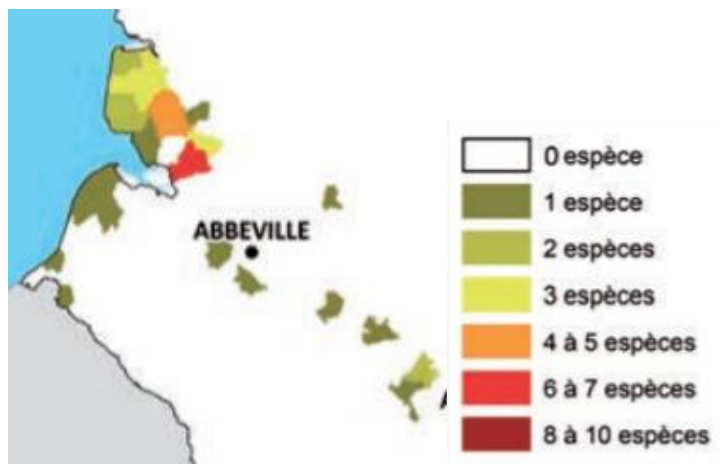 ABBEVILLE
0 espèce
1 espèce
2 espèces
3 espèces
4 à 5 espèces
6 à 7 espèces
8 à 10 espèces